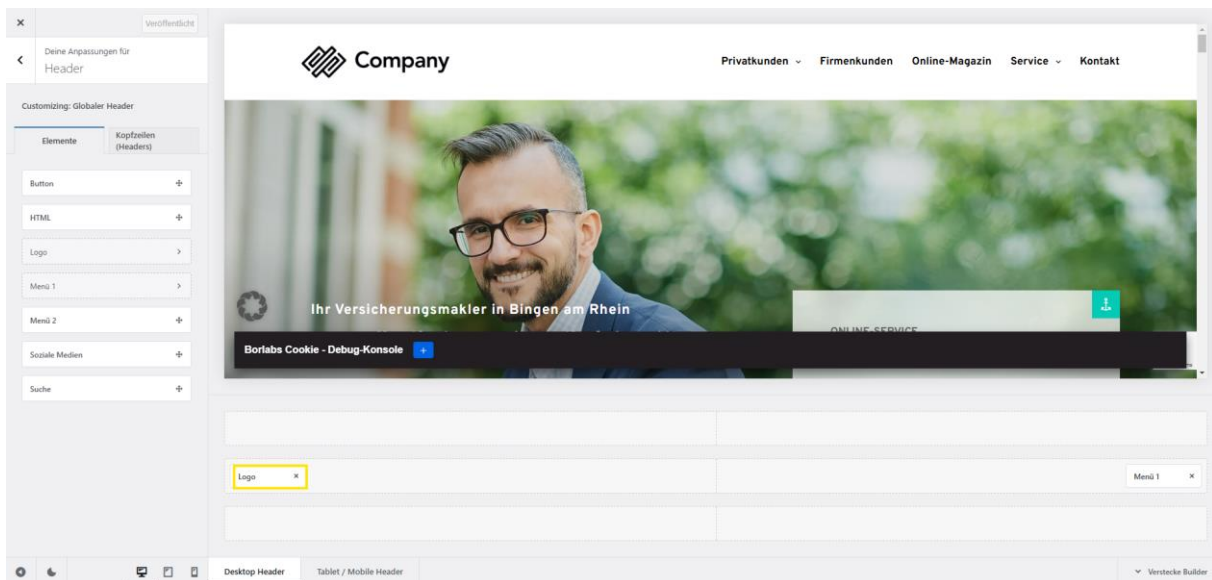 Veröffentlicht
Deine Anpassungen für
Header
Customizing: Globaler Header
Elemente
Kopfzeilen
(Headers)
Button
HTML
Logo
Menü 1
Menü 2
Soziale Medien
Suche
Company
Privatkunden
Firmenkunden
Online-Magazin
Service
Kontakt
Ihr Versicherungsmakler in Bingen am Rhein
ONLINE-SERVICE
Borlabs Cookie - Debug-Konsole
Logo
Menü 1
Desktop Header
Tablet / Mobile Header
Verstecke Builder